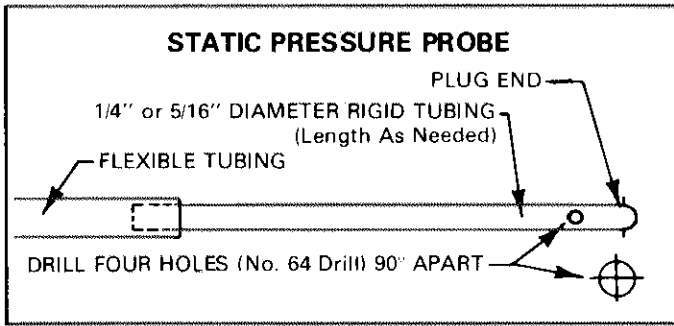 STATIC PRESSURE PROBE
PLUG END
1/4" or 5/16" DIAMETER RIGID TUBING
(Length As Needed)
FLEXIBLE TUBING
DRILL FOUR HOLES (No. 64 Drill) 90° APART